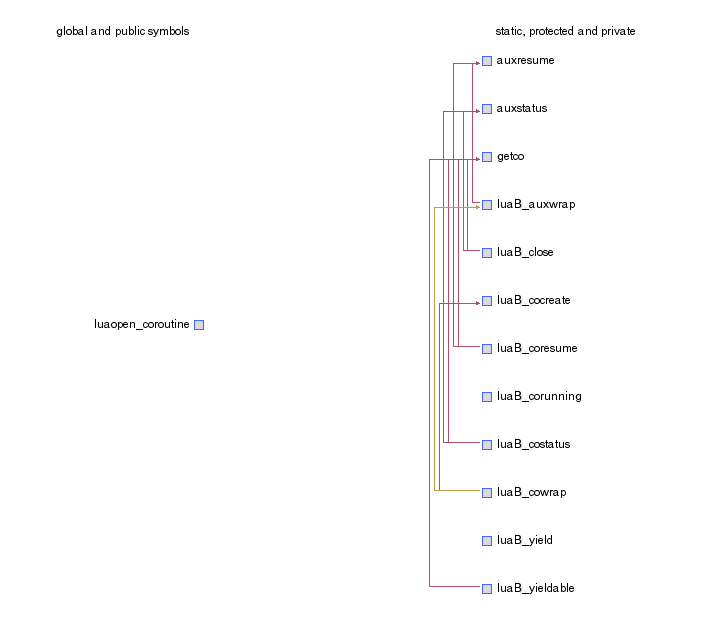 global and public symbols
static, protected and private
auxresume
auxstatus
getco
luaB_auxwrap
luaB_close
luaB_cocreate
luaopen_coroutine
luaB_coresume
luaB_corunning
luaB_costatus
luaB_cowrap
luaB_yield
luaB_yieldable